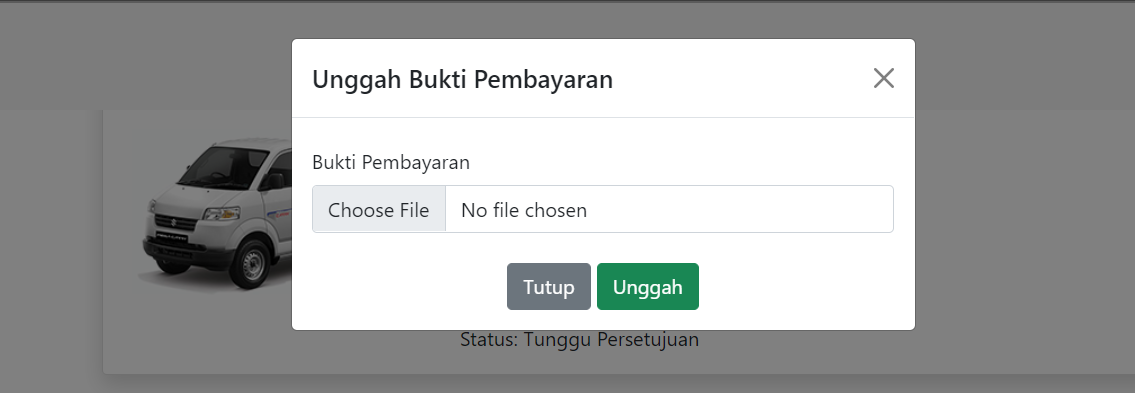 Unggah Bukti Pembayaran
Bukti Pembayaran
Choose File No file chosen
Tutup Unggah
Status: Tunggu Persetujuan